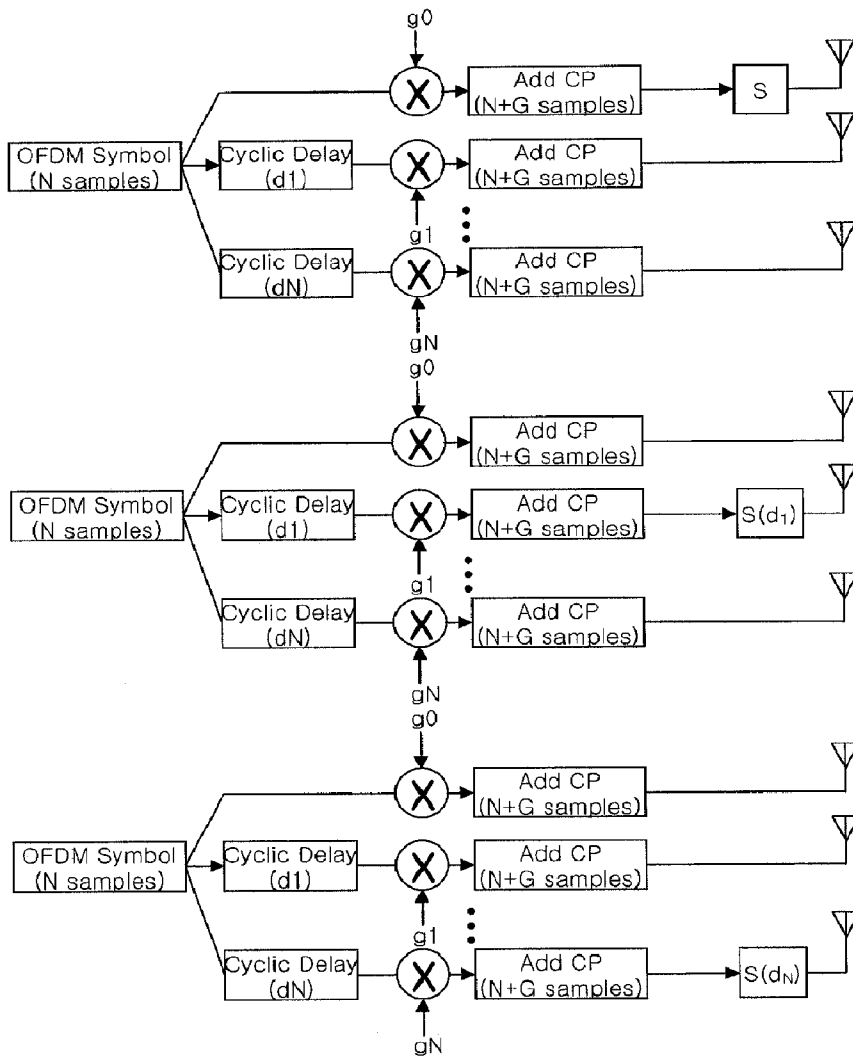 g0
Add CP
(N+G samples)
S
OFDM Symbol
(N samples)
Cyclic Delay
(d1)
X
Add CP
(N+G samples)
g1
Cyclic Delay
(dN)
X
Add CP
(N+G samples)
gN
g0
X
Add CP
(N+G samples)
OFDM Symbol
(N samples)
Cyclic Delay
(d1)
X
Add CP
(N+G samples)
S(d₁)
g1
Cyclic Delay
(dN)
X
Add CP
(N+G samples)
gN
g0
X
Add CP
(N+G samples)
OFDM Symbol
(N samples)
Cyclic Delay
(d1)
X
Add CP
(N+G samples)
g1
Cyclic Delay
(dN)
X
Add CP
(N+G samples)
S(dN)
gN